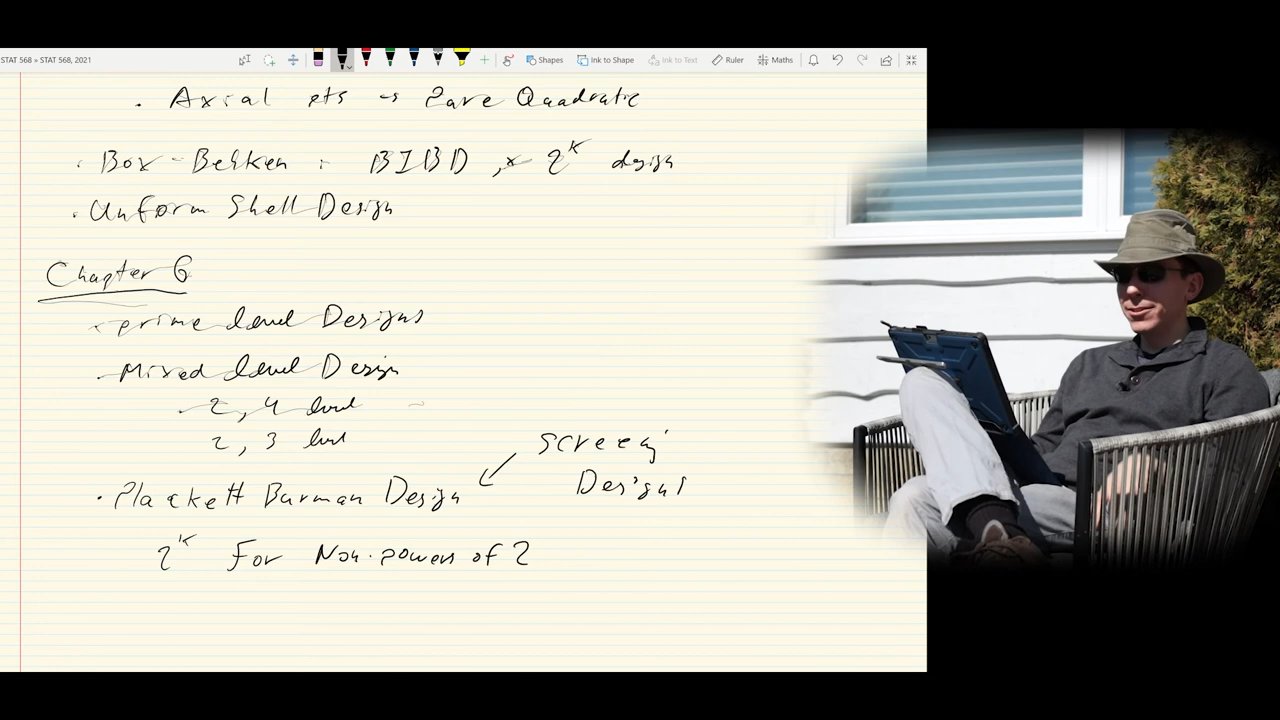 STAT 568 » STAT 568, 2021
Shapes Ink to Shape Ink to Text Ruler Maths
· Axial pts → Pure Quadratic
· Box-Behken : BIBD, × 2^k design
· Unform Shell Design
Chapter 6
· prime level Designs
· Mixed level Design
- 2, 4 level
2, 3 level
Screeing
Designs
· Plackett Burman Design
2^k For Non-powers of 2